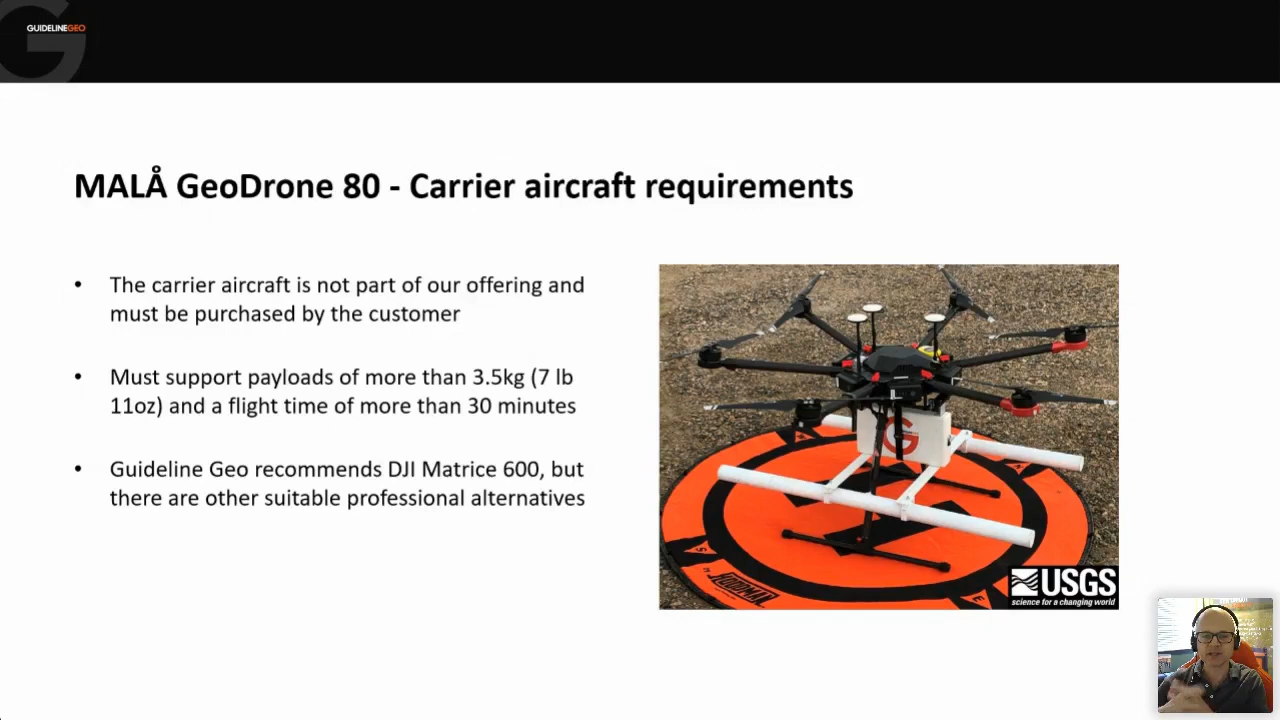 GUIDELINEGEO
MALÅ GeoDrone 80 - Carrier aircraft requirements
• The carrier aircraft is not part of our offering and
must be purchased by the customer
• Must support payloads of more than 3.5kg (7 lb
11oz) and a flight time of more than 30 minutes
• Guideline Geo recommends DJI Matrice 600, but
there are other suitable professional alternatives
G
HOODMAN
S
E
USGS
science for a changing world